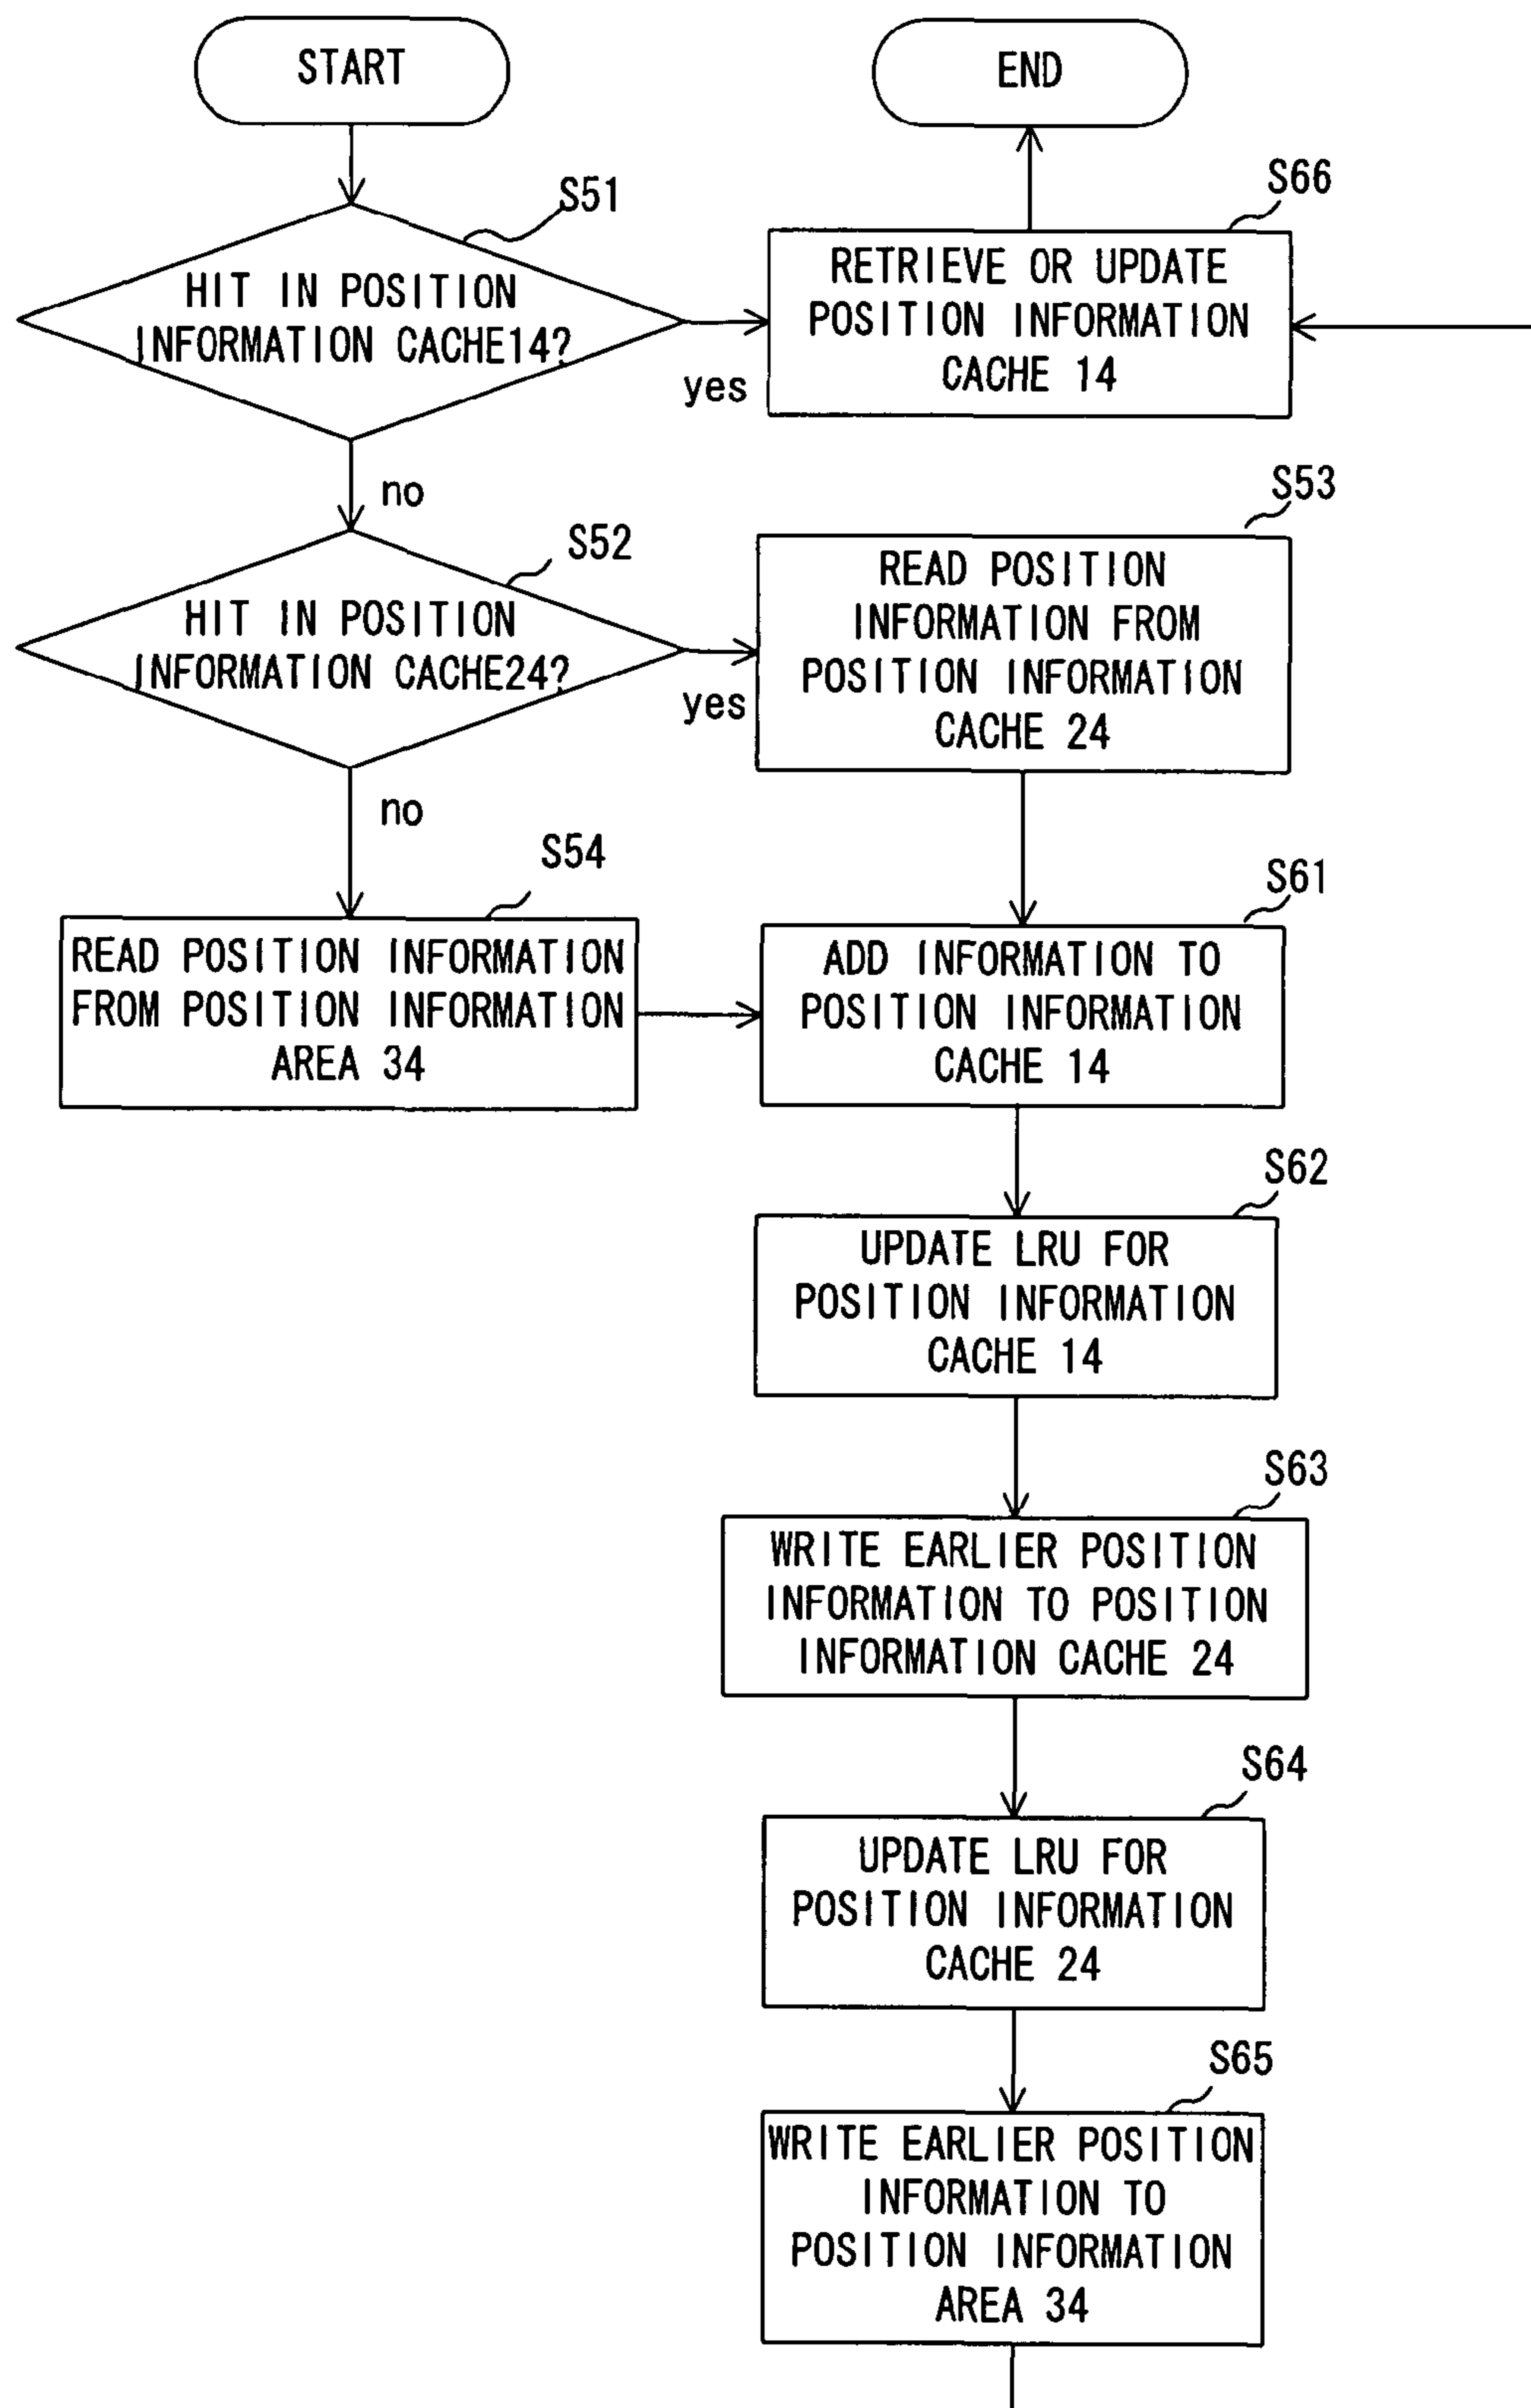 START
END
S51
S66
HIT IN POSITION
INFORMATION CACHE14?
yes
RETRIEVE OR UPDATE
POSITION INFORMATION
CACHE 14
no
S52
S53
HIT IN POSITION
INFORMATION CACHE24?
yes
READ POSITION
INFORMATION FROM
POSITION INFORMATION
CACHE 24
no
S54
S61
READ POSITION INFORMATION
FROM POSITION INFORMATION
AREA 34
ADD INFORMATION TO
POSITION INFORMATION
CACHE 14
S62
UPDATE LRU FOR
POSITION INFORMATION
CACHE 14
S63
WRITE EARLIER POSITION
INFORMATION TO POSITION
INFORMATION CACHE 24
S64
UPDATE LRU FOR
POSITION INFORMATION
CACHE 24
S65
WRITE EARLIER POSITION
INFORMATION TO
POSITION INFORMATION
AREA 34